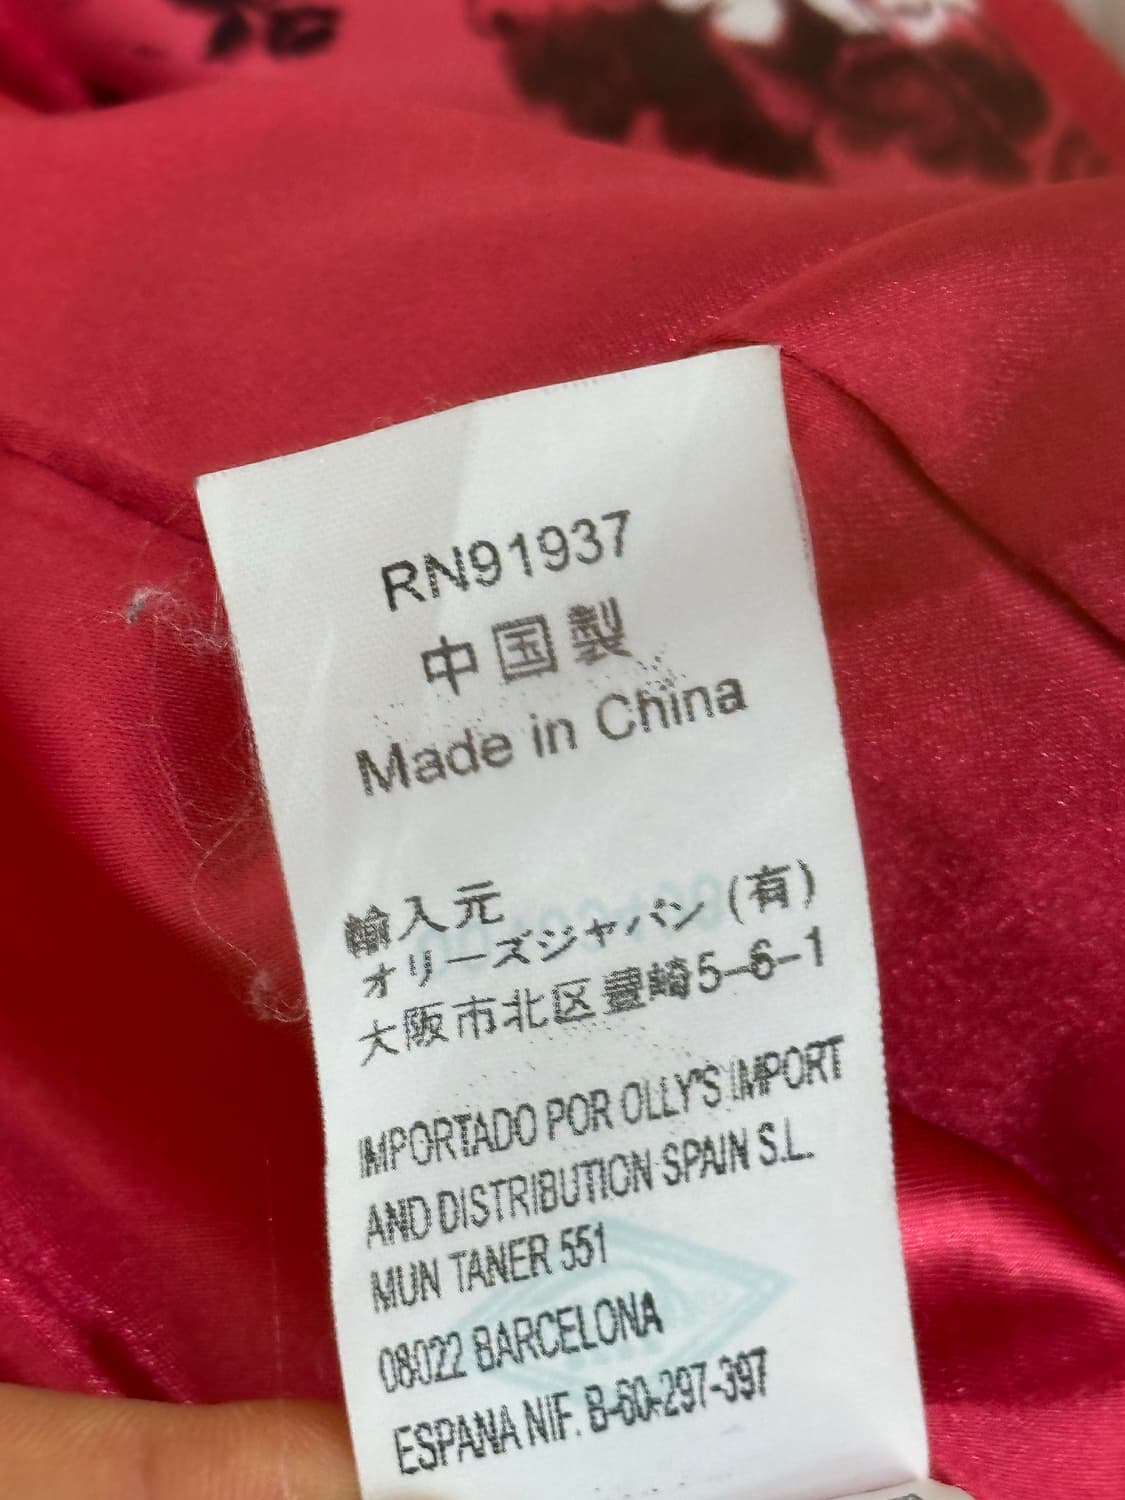 RN91937
中国製
Made in China
輸入元
オリーズジャパン(有)
大阪市北区豊崎5-6-1
IMPORTADO POR OLLY'S IMPORT
AND DISTRIBUTION SPAIN S.L.
MUN TANER 551
08022 BARCELONA
ESPANA NIF. B-60-297-397